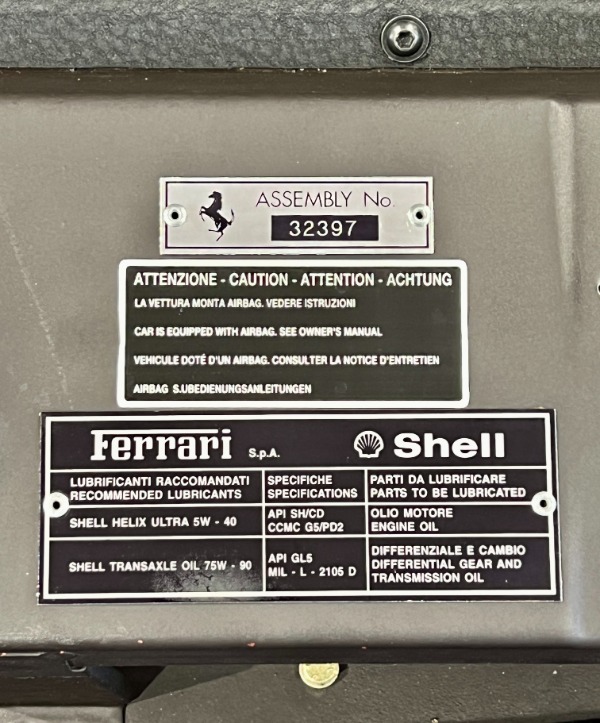 ASSEMBLY No.
32397
ATTENZIONE - CAUTION - ATTENTION - ACHTUNG
LA VETTURA MONTA AIRBAG. VEDERE ISTRUZIONI
CAR IS EQUIPPED WITH AIRBAG. SEE OWNER'S MANUAL
VEHICULE DOTÉ D'UN AIRBAG. CONSULTER LA NOTICE D'ENTRETIEN
AIRBAG S.UBEDIENUNGSANLEITUNGEN
Ferrari S.p.A. Shell
LUBRIFICANTI RACCOMANDATI
RECOMMENDED LUBRICANTS
SPECIFICHE
SPECIFICATIONS
PARTI DA LUBRIFICARE
PARTS TO BE LUBRICATED
SHELL HELIX ULTRA 5W - 40
API SH/CD
CCMC G5/PD2
OLIO MOTORE
ENGINE OIL
SHELL TRANSAXLE OIL 75W - 90
API GL5
MIL - L - 2105 D
DIFFERENZIALE E CAMBIO
DIFFERENTIAL GEAR AND
TRANSMISSION OIL